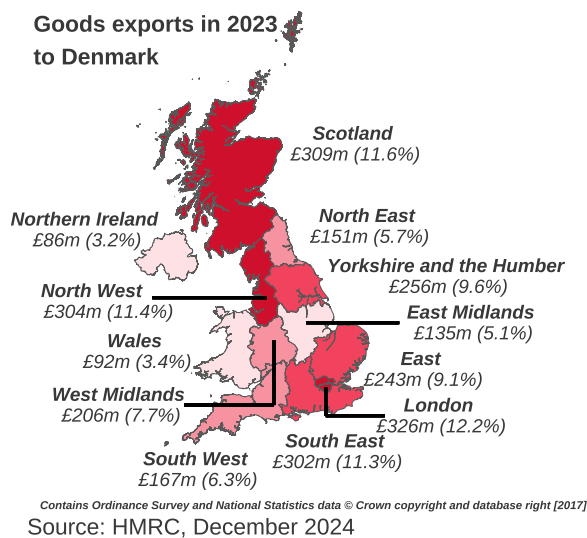 Goods exports in 2023
to Denmark
Scotland
£309m (11.6%)
Northern Ireland
£86m (3.2%)
North East
£151m (5.7%)
Yorkshire and the Humber
£256m (9.6%)
North West
£304m (11.4%)
East Midlands
£135m (5.1%)
Wales
£92m (3.4%)
East
£243m (9.1%)
West Midlands
£206m (7.7%)
London
£326m (12.2%)
South East
£302m (11.3%)
South West
£167m (6.3%)
Contains Ordinance Survey and National Statistics data © Crown copyright and database right [2017]
Source: HMRC, December 2024